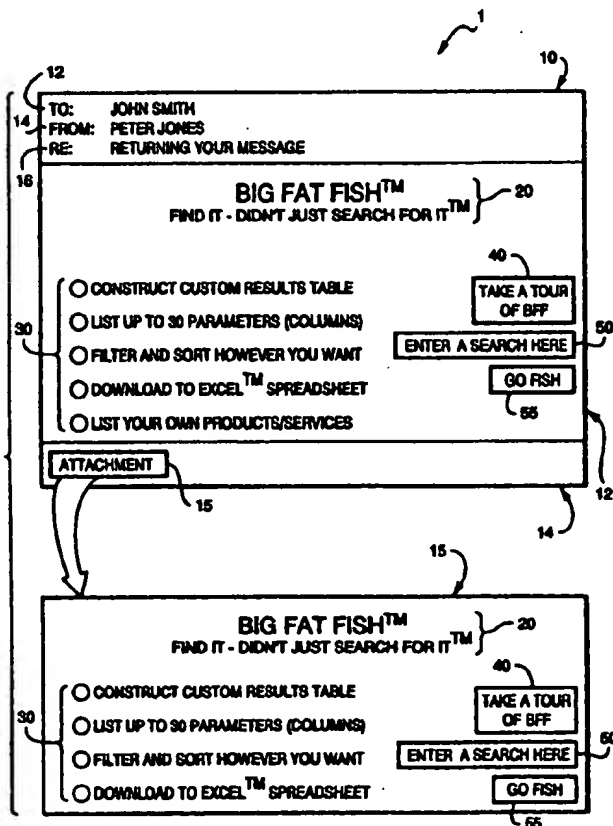 1
12
10
TO: JOHN SMITH
14 FROM: PETER JONES
16 RE: RETURNING YOUR MESSAGE
BIG FAT FISH™
FIND IT - DIDN'T JUST SEARCH FOR IT™
20
40
30
CONSTRUCT CUSTOM RESULTS TABLE
TAKE A TOUR
OF BFF
LIST UP TO 30 PARAMETERS (COLUMNS)
50
FILTER AND SORT HOWEVER YOU WANT
ENTER A SEARCH HERE
DOWNLOAD TO EXCEL™ SPREADSHEET
GO FISH
55
LIST YOUR OWN PRODUCTS/SERVICES
12
ATTACHMENT
15
14
15
BIG FAT FISH™
FIND IT - DIDN'T JUST SEARCH FOR IT™
20
40
30
CONSTRUCT CUSTOM RESULTS TABLE
TAKE A TOUR
OF BFF
LIST UP TO 30 PARAMETERS (COLUMNS)
50
FILTER AND SORT HOWEVER YOU WANT
ENTER A SEARCH HERE
DOWNLOAD TO EXCEL™ SPREADSHEET
GO FISH
55